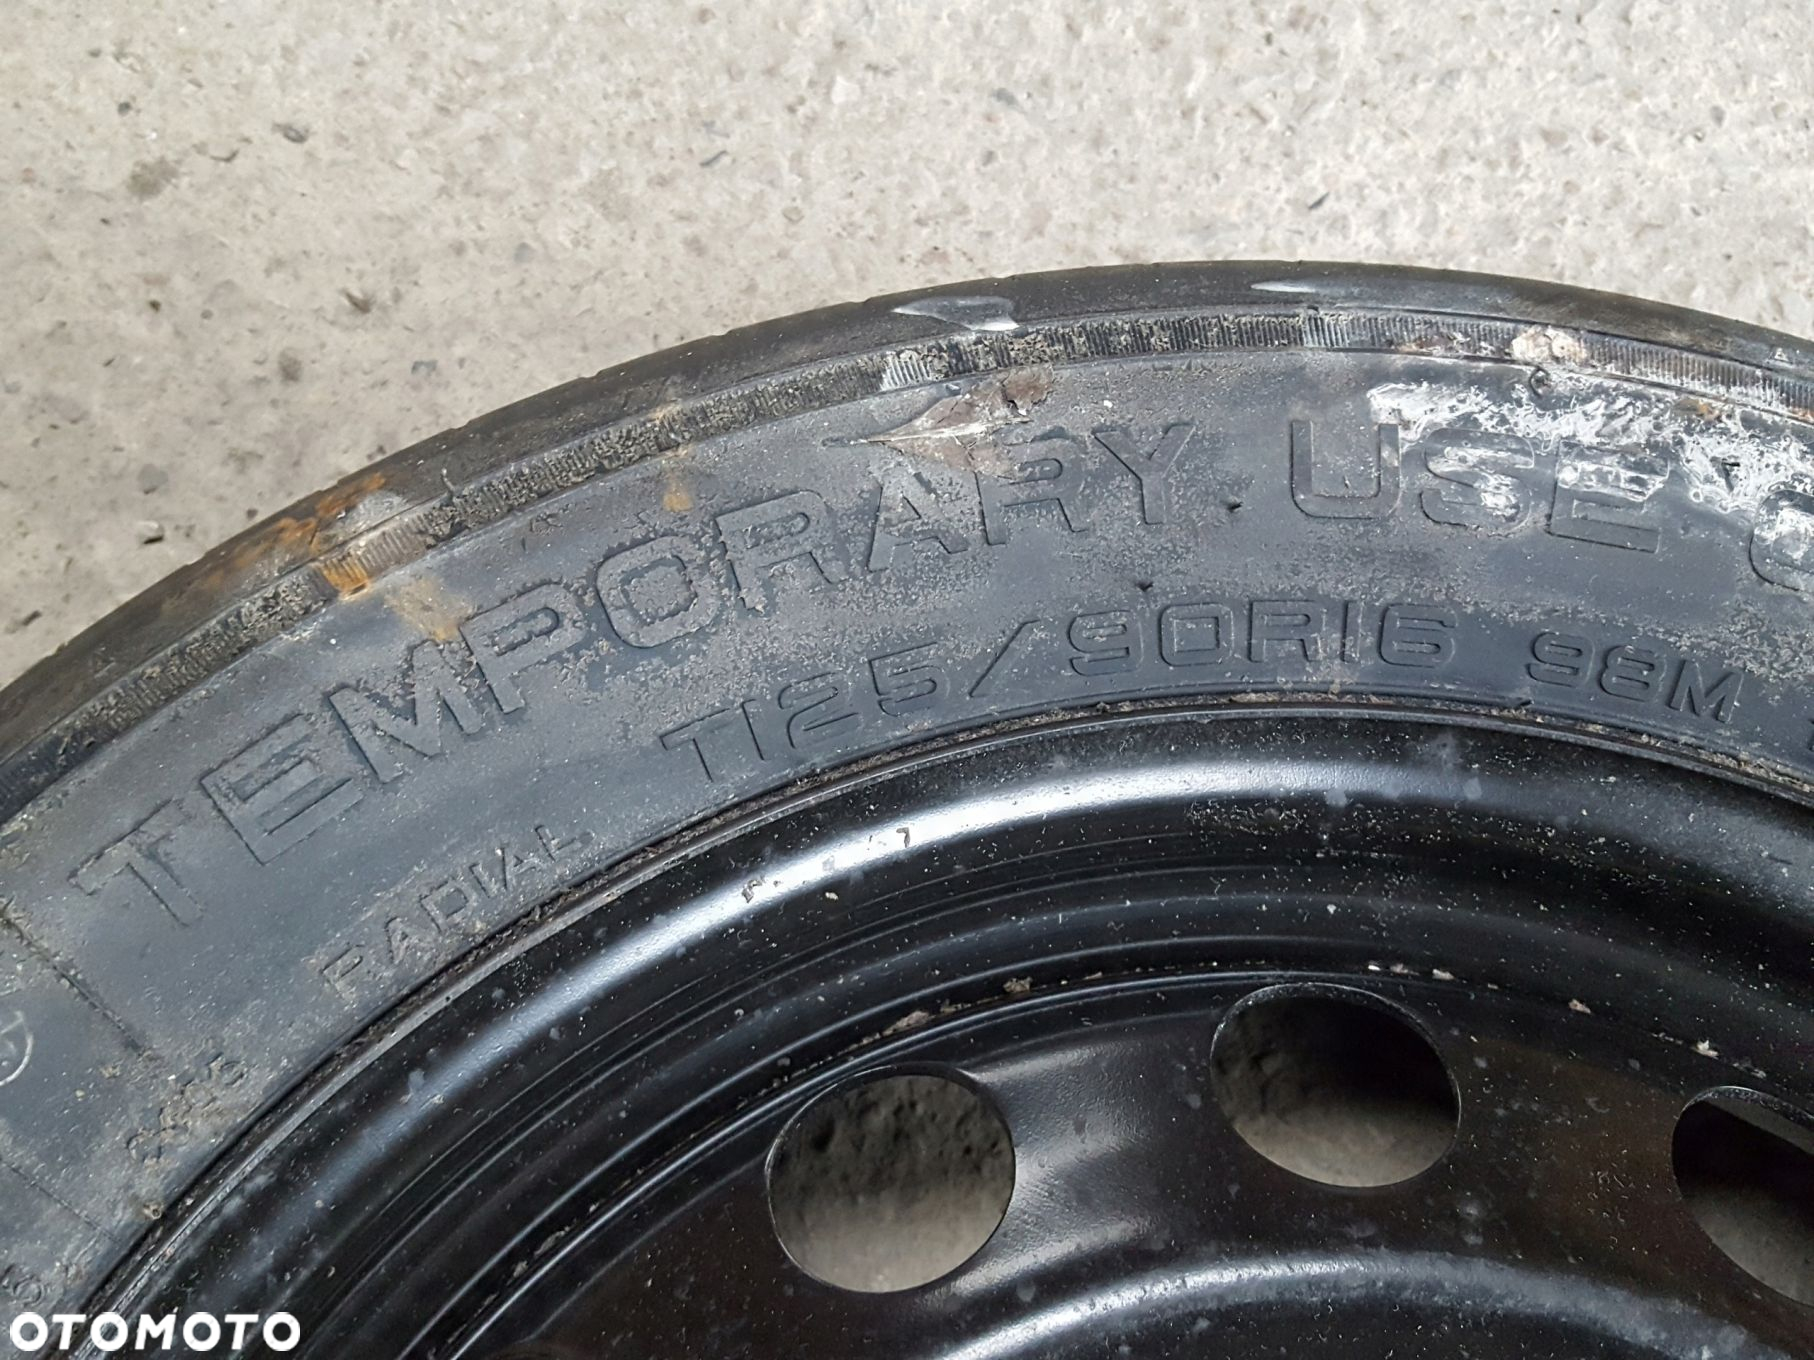 TEMPORARY USE
T125/90R16 98M
RADIAL
OTOMOTO